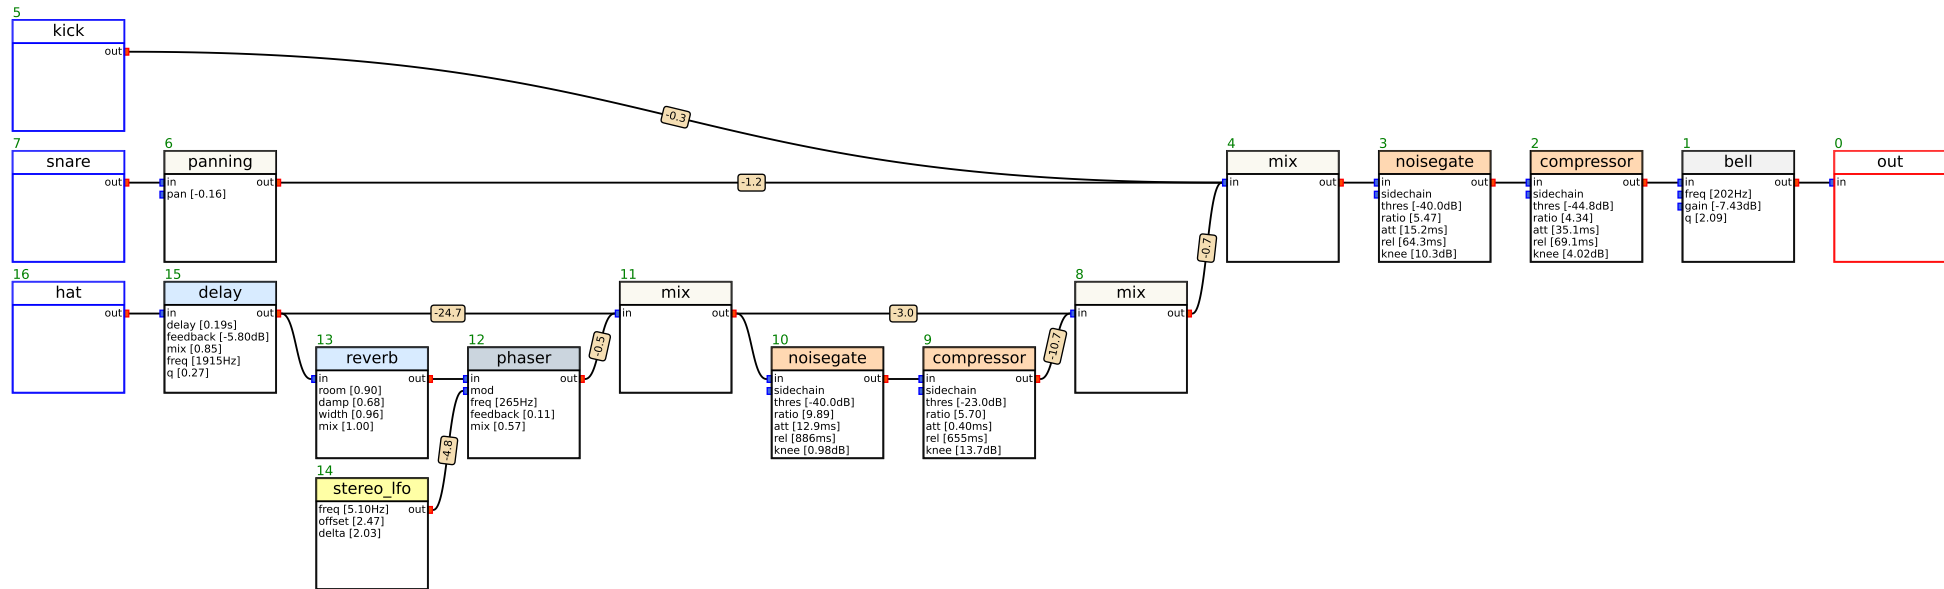 5
kick
out
-0.3
7
snare
out
6
panning
in out
pan [-0.16]
-1.2
4
mix
in out
3
noisegate
in out
sidechain
thres [-40.0dB]
ratio [5.47]
att [15.2ms]
rel [64.3ms]
knee [10.3dB]
2
compressor
in out
sidechain
thres [-44.8dB]
ratio [4.34]
att [35.1ms]
rel [69.1ms]
knee [4.02dB]
1
bell
in out
freq [202Hz]
gain [-7.43dB]
q [2.09]
0
out
in
-0.7
16
hat
out
15
delay
in out
delay [0.19s]
feedback [-5.80dB]
mix [0.85]
freq [1915Hz]
q [0.27]
-24.7
13
reverb
in out
room [0.90]
damp [0.68]
width [0.96]
mix [1.00]
12
phaser
in out
mod
freq [265Hz]
feedback [0.11]
mix [0.57]
-0.5
-4.8
14
stereo_lfo
freq [5.10Hz] out
offset [2.47]
delta [2.03]
11
mix
in out
-3.0
10
noisegate
in out
sidechain
thres [-40.0dB]
ratio [9.89]
att [12.9ms]
rel [886ms]
knee [0.98dB]
9
compressor
in out
sidechain
thres [-23.0dB]
ratio [5.70]
att [0.40ms]
rel [655ms]
knee [13.7dB]
-10.7
8
mix
in out